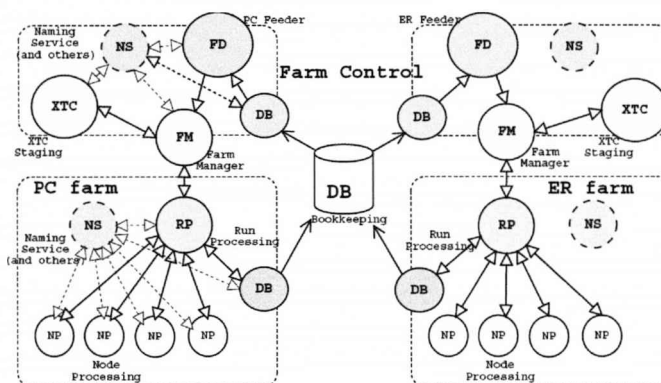 PC Feeder
ER Feeder
Naming
Service
(and others)
NS
FD
FD
NS
Farm Control
XTC
DB
DB
XTC
XTC
Staging
FM
Farm
Manager
FM
Farm
Manager
XTC
Staging
DB
Bookkeeping
PC farm
ER farm
Naming
Service
(and others)
NS
RP
Run
Processing
DB
Run
Processing
DB
RP
NS
NP
NP
NP
NP
Node
Processing
NP
NP
NP
NP
Node
Processing